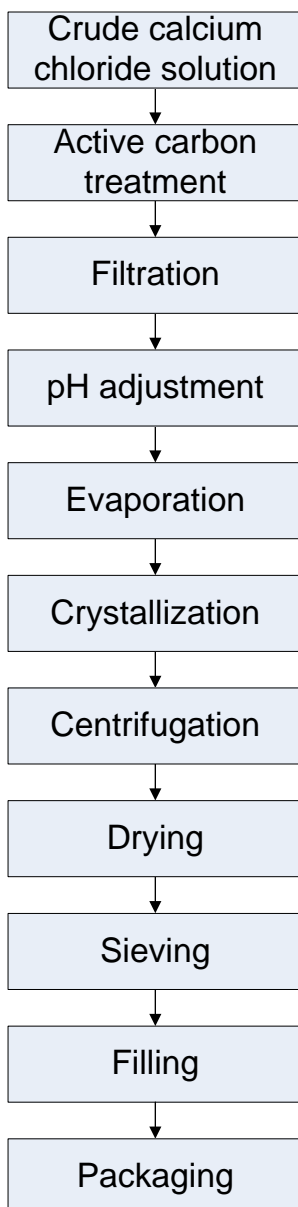 Crude calcium
chloride solution
Active carbon
treatment
Filtration
pH adjustment
Evaporation
Crystallization
Centrifugation
Drying
Sieving
Filling
Packaging